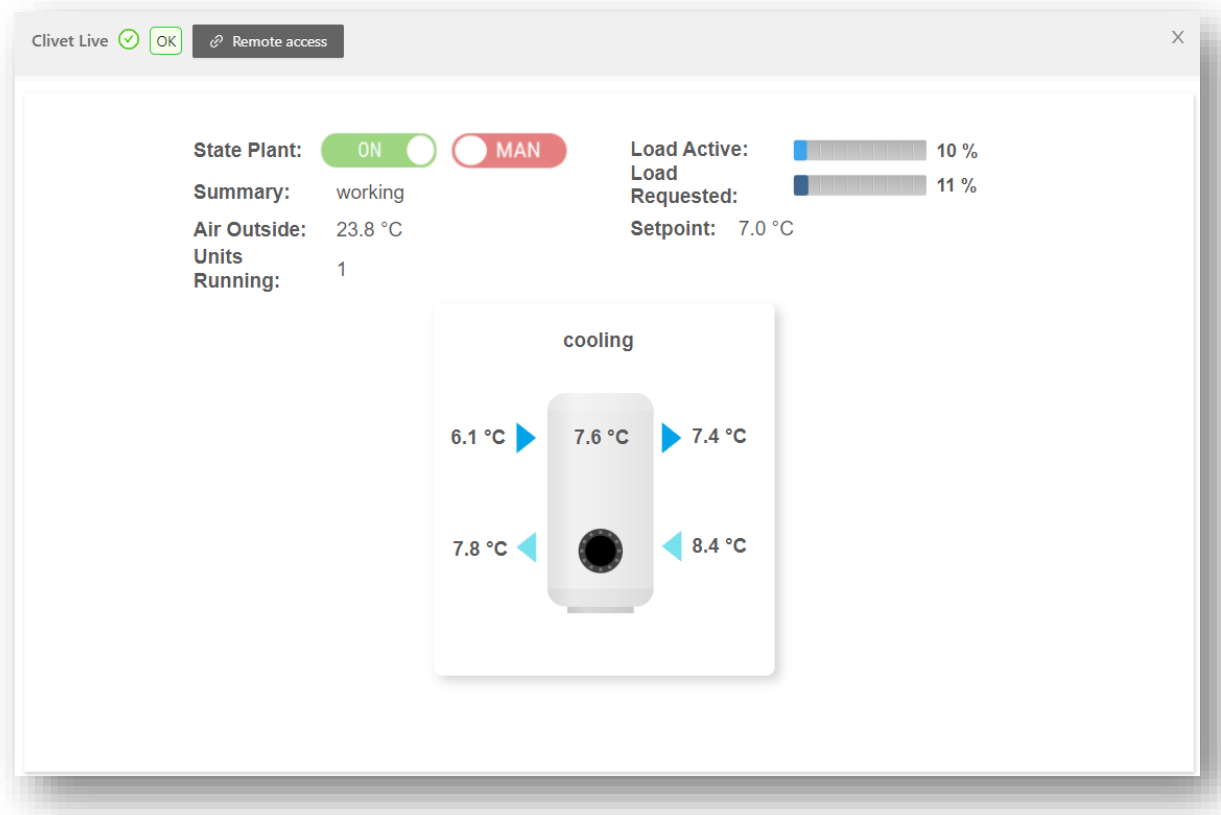 Clivet Live OK Remote access X
State Plant: ON MAN
Summary: working
Air Outside: 23.8 °C
Units
Running: 1
Load Active: 10 %
Load
Requested: 11 %
Setpoint: 7.0 °C
cooling
6.1 °C 7.6 °C 7.4 °C
7.8 °C 8.4 °C